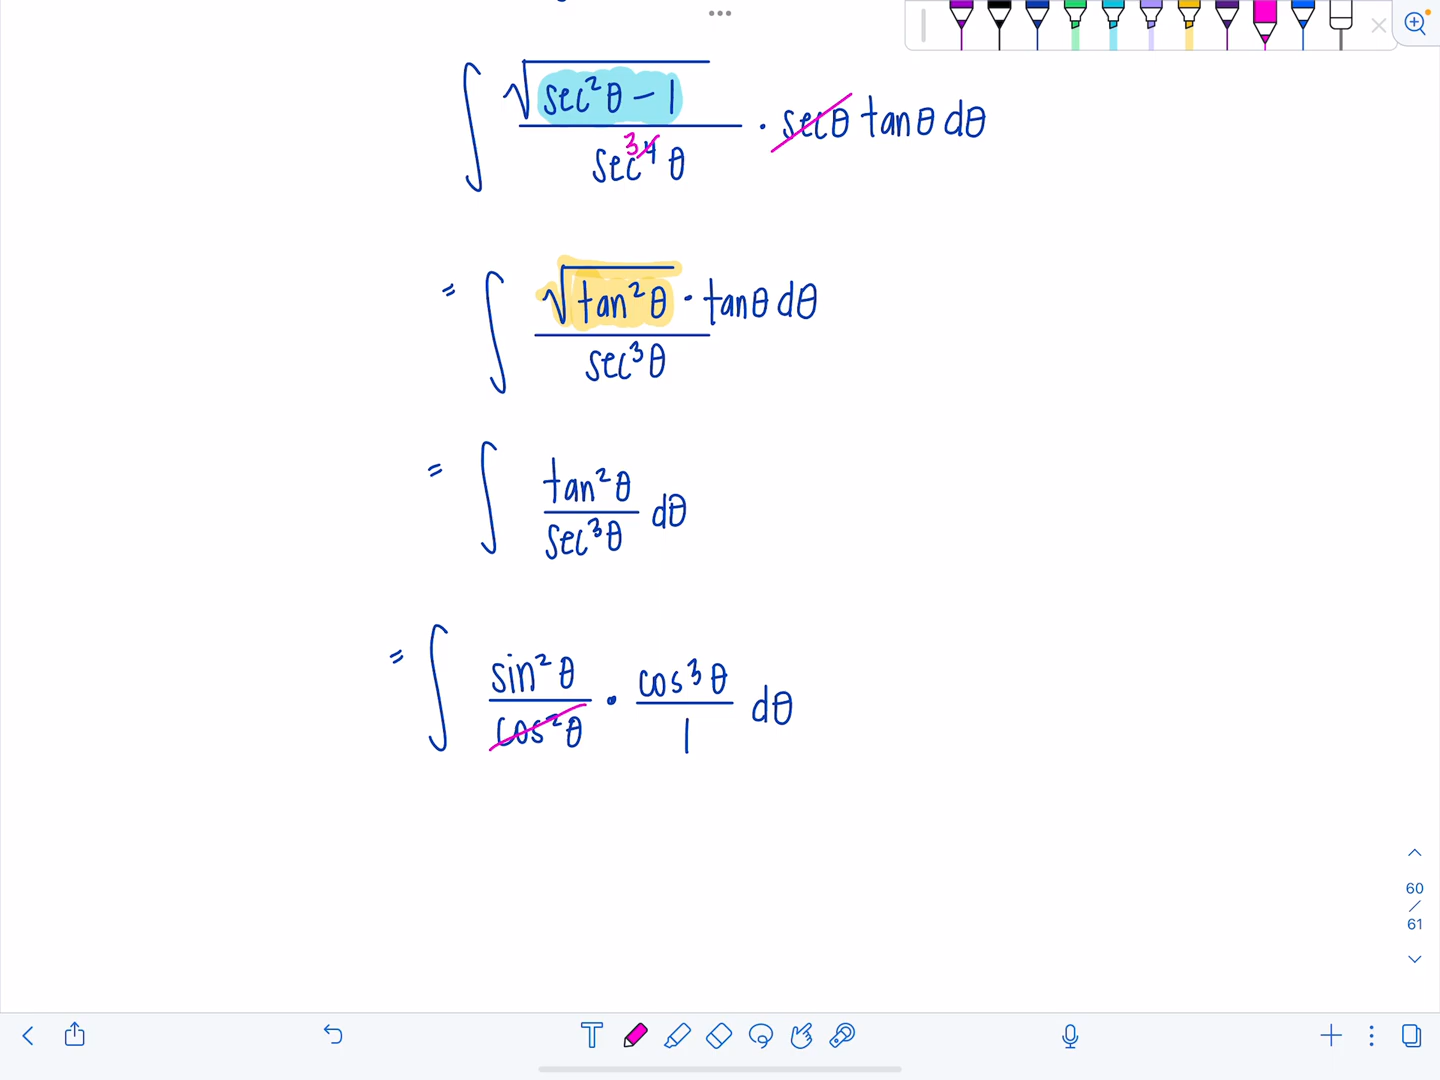 ∫ √(sec²θ − 1) / sec⁴ ³ θ · secθ tanθ dθ
= ∫ √(tan²θ) · tanθ dθ / sec³θ
= ∫ tan²θ / sec³θ dθ
= ∫ sin²θ / cos²θ · cos³θ / 1 dθ
60
/
61
T